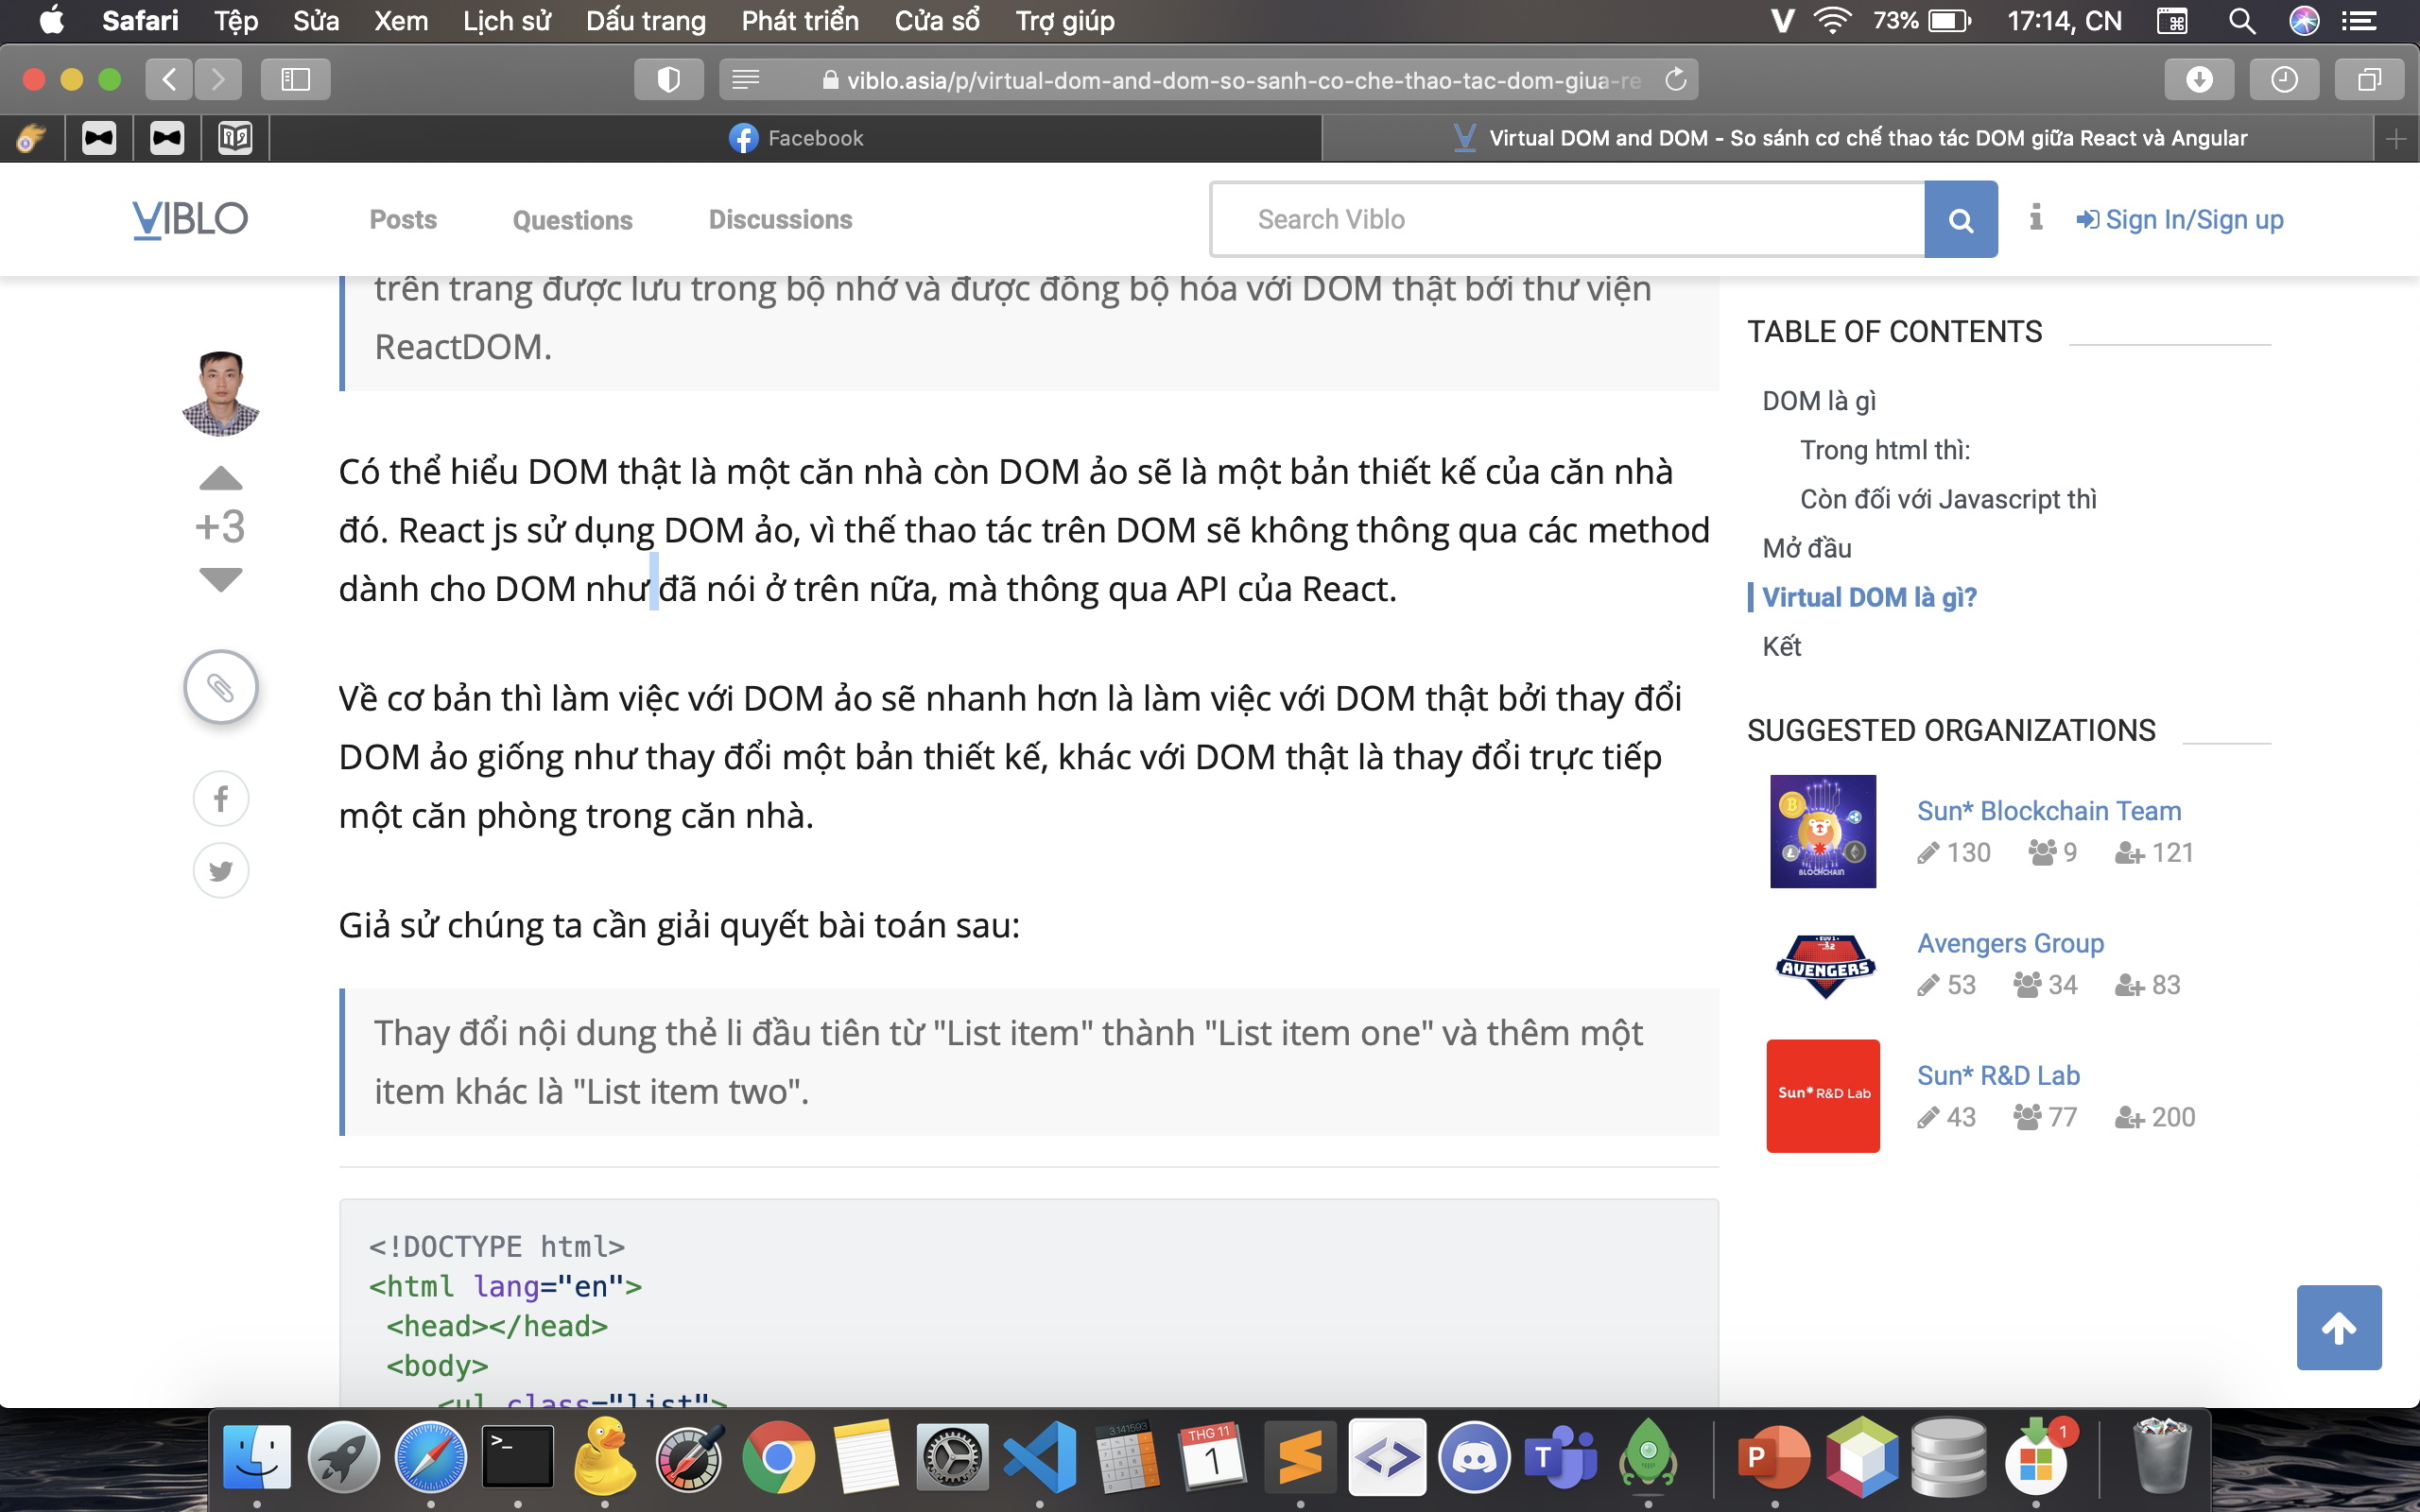 Safari Tệp Sửa Xem Lịch sử Dấu trang Phát triển Cửa sổ Trợ giúp 73% 17:14, CN
viblo.asia/p/virtual-dom-and-dom-so-sanh-co-che-thao-tac-dom-giua-re
Facebook Virtual DOM and DOM - So sánh cơ chế thao tác DOM giữa React và Angular
VIBLO Posts Questions Discussions Search Viblo Sign In/Sign up
trên trang được lưu trong bộ nhớ và được đồng bộ hóa với DOM thật bởi thư viện
ReactDOM.
+3
Có thể hiểu DOM thật là một căn nhà còn DOM ảo sẽ là một bản thiết kế của căn nhà
đó. React js sử dụng DOM ảo, vì thế thao tác trên DOM sẽ không thông qua các method
dành cho DOM như đã nói ở trên nữa, mà thông qua API của React.
Về cơ bản thì làm việc với DOM ảo sẽ nhanh hơn là làm việc với DOM thật bởi thay đổi
DOM ảo giống như thay đổi một bản thiết kế, khác với DOM thật là thay đổi trực tiếp
một căn phòng trong căn nhà.
Giả sử chúng ta cần giải quyết bài toán sau:
Thay đổi nội dung thẻ li đầu tiên từ "List item" thành "List item one" và thêm một
item khác là "List item two".
<!DOCTYPE html>
<html lang="en">
<head></head>
<body>
<ul class="list">
TABLE OF CONTENTS
DOM là gì
Trong html thì:
Còn đối với Javascript thì
Mở đầu
Virtual DOM là gì?
Kết
SUGGESTED ORGANIZATIONS
BLOCKCHAIN
Sun* Blockchain Team
130 9 121
AVENGERS
Avengers Group
53 34 83
Sun* R&D Lab
Sun* R&D Lab
43 77 200
3.141593
THG 11
1
T
P
1